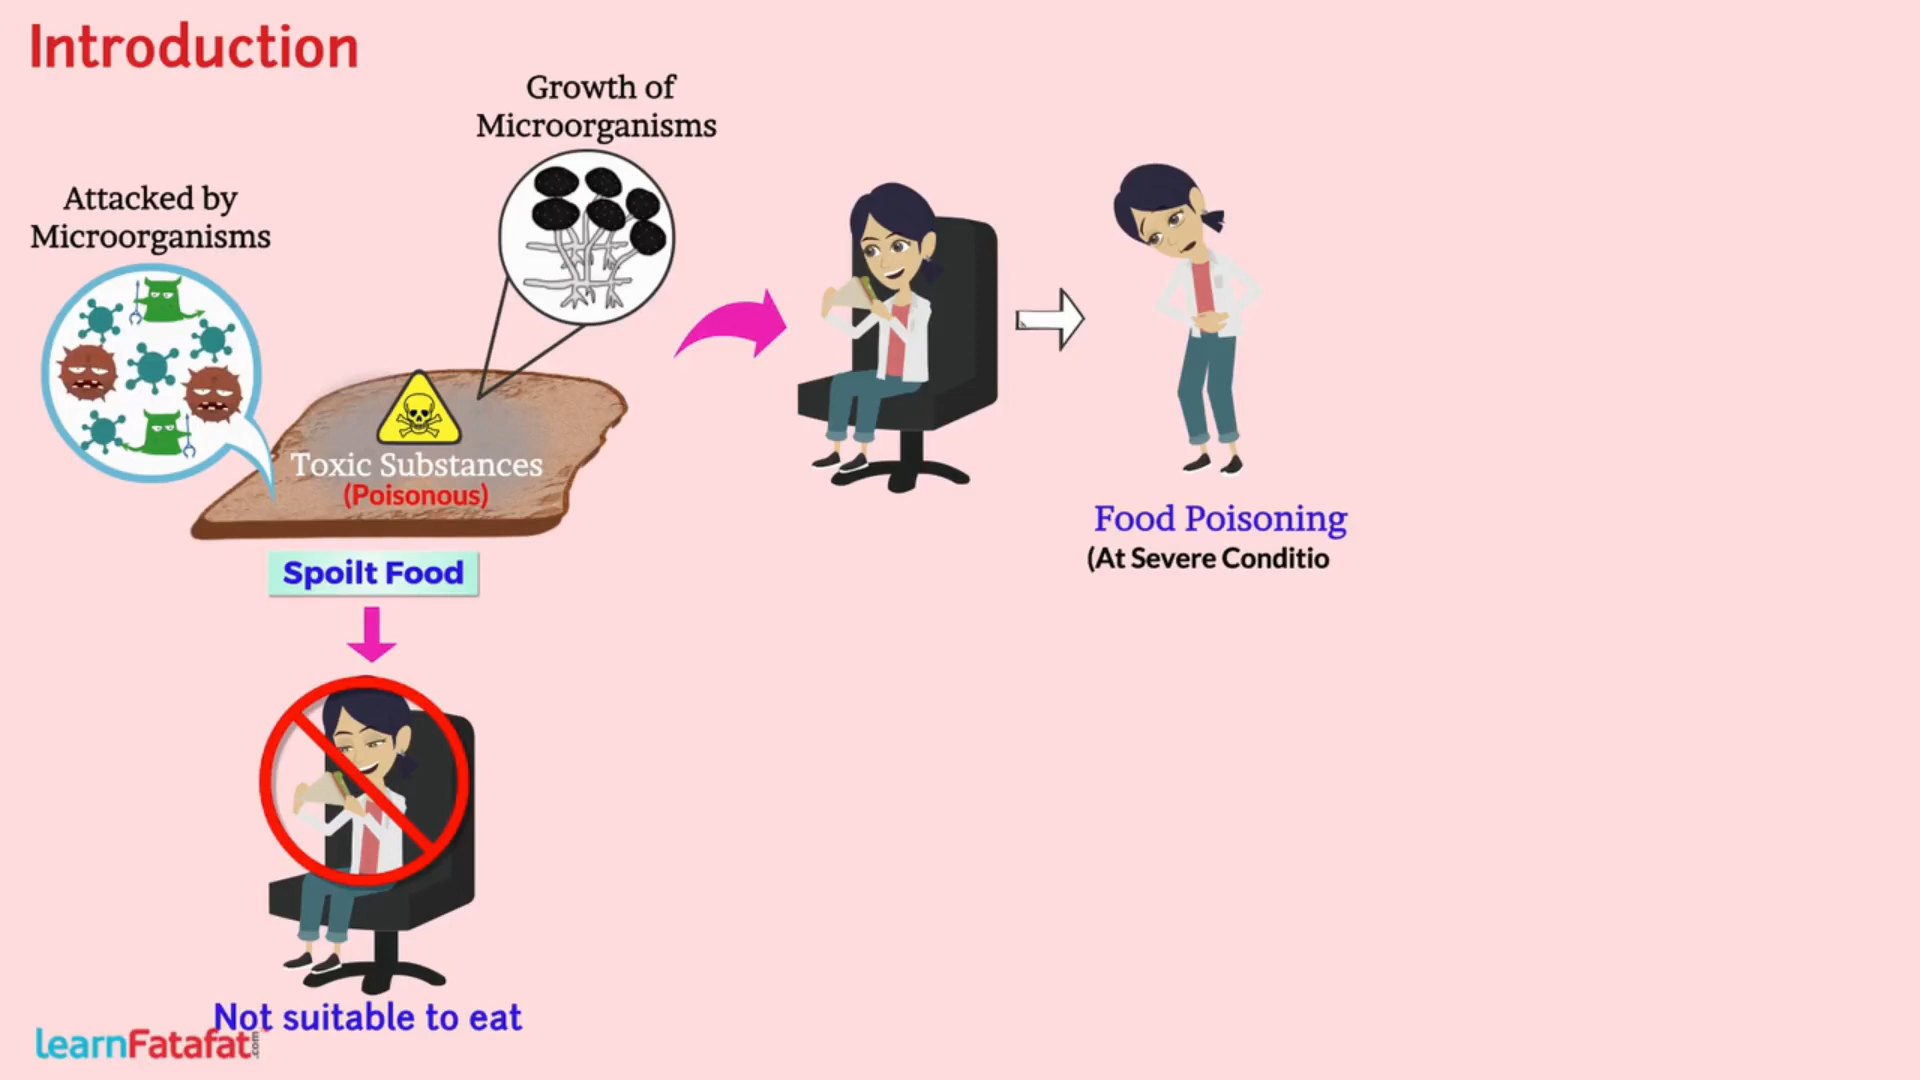 Introduction
Growth of
Microorganisms
Attacked by
Microorganisms
Toxic Substances
(Poisonous)
Spoilt Food
Food Poisoning
(At Severe Conditio
Not suitable to eat
learnFatafat.com